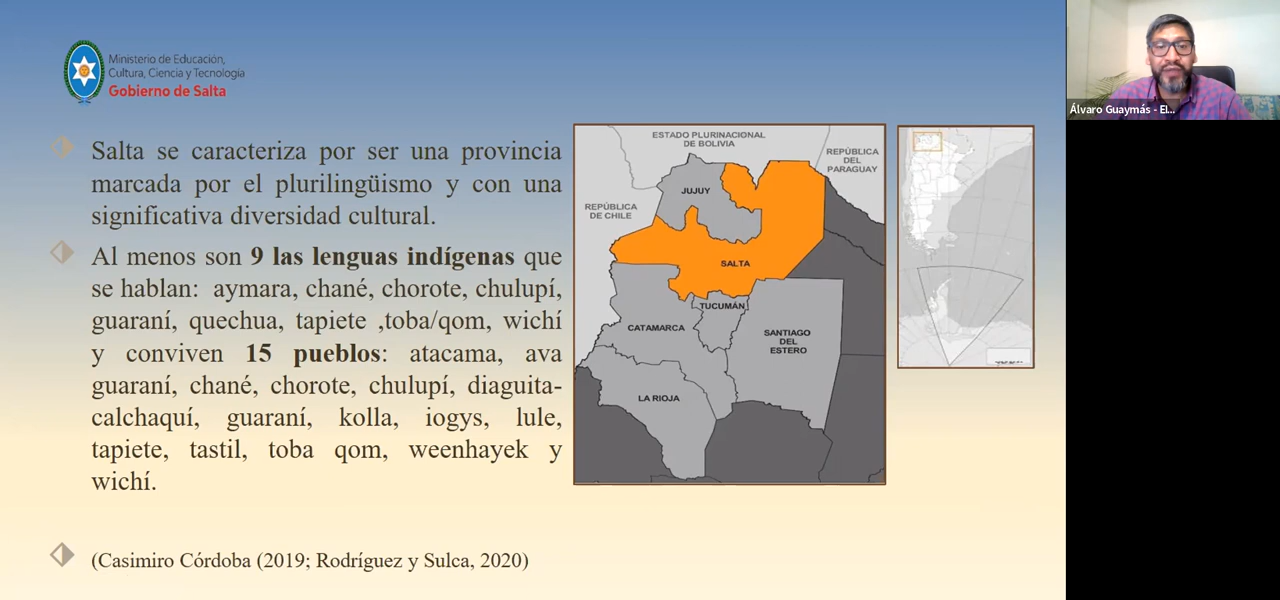 Ministerio de Educación,
Cultura, Ciencia y Tecnología
Gobierno de Salta
Salta se caracteriza por ser una provincia
marcada por el plurilingüismo y con una
significativa diversidad cultural.
Al menos son 9 las lenguas indígenas que
se hablan: aymara, chané, chorote, chulupí,
guaraní, quechua, tapiete ,toba/qom, wichí
y conviven 15 pueblos: atacama, ava
guaraní, chané, chorote, chulupí, diaguita-
calchaquí, guaraní, kolla, iogys, lule,
tapiete, tastil, toba qom, weenhayek y
wichí.
(Casimiro Córdoba (2019; Rodríguez y Sulca, 2020)
ESTADO PLURINACIONAL
DE BOLIVIA
REPÚBLICA
DEL
PARAGUAY
JUJUY
REPÚBLICA
DE CHILE
SALTA
TUCUMÁN
CATAMARCA
SANTIAGO
DEL
ESTERO
LA RIOJA
Álvaro Guaymás - El...